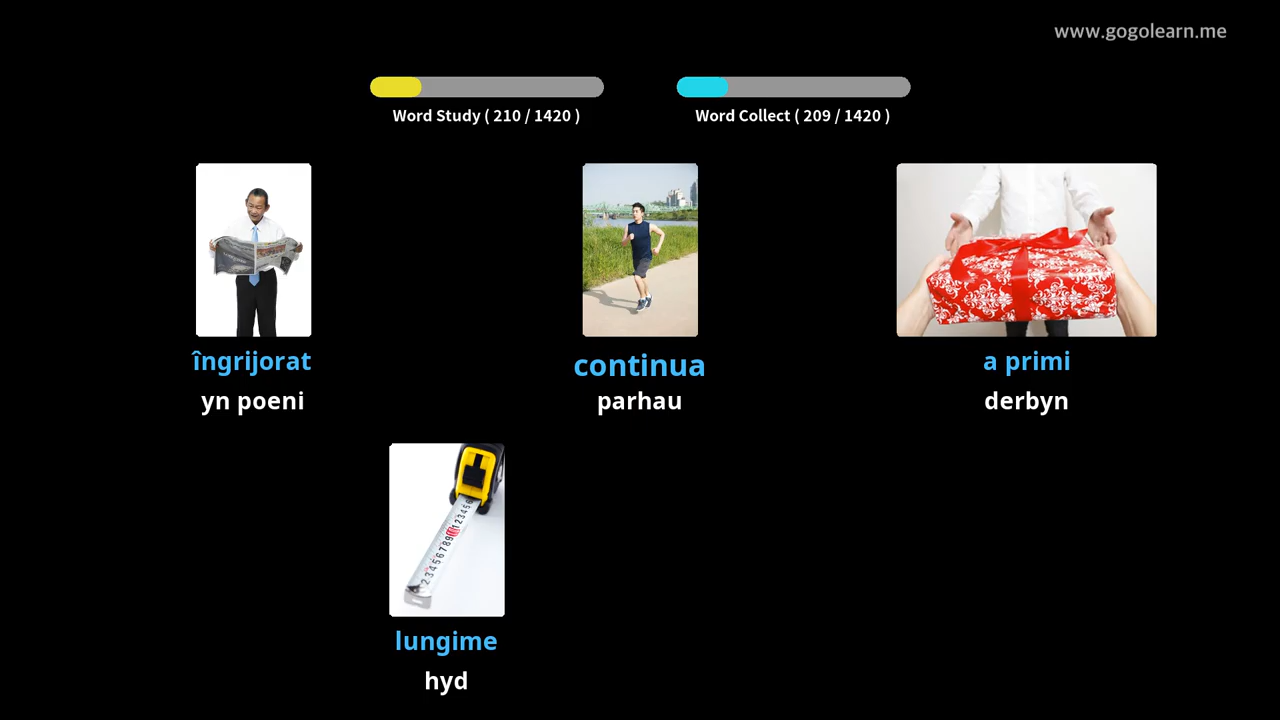 www.gogolearn.me
Word Study ( 210 / 1420 )
Word Collect ( 209 / 1420 )
îngrijorat
yn poeni
continua
parhau
a primi
derbyn
lungime
hyd